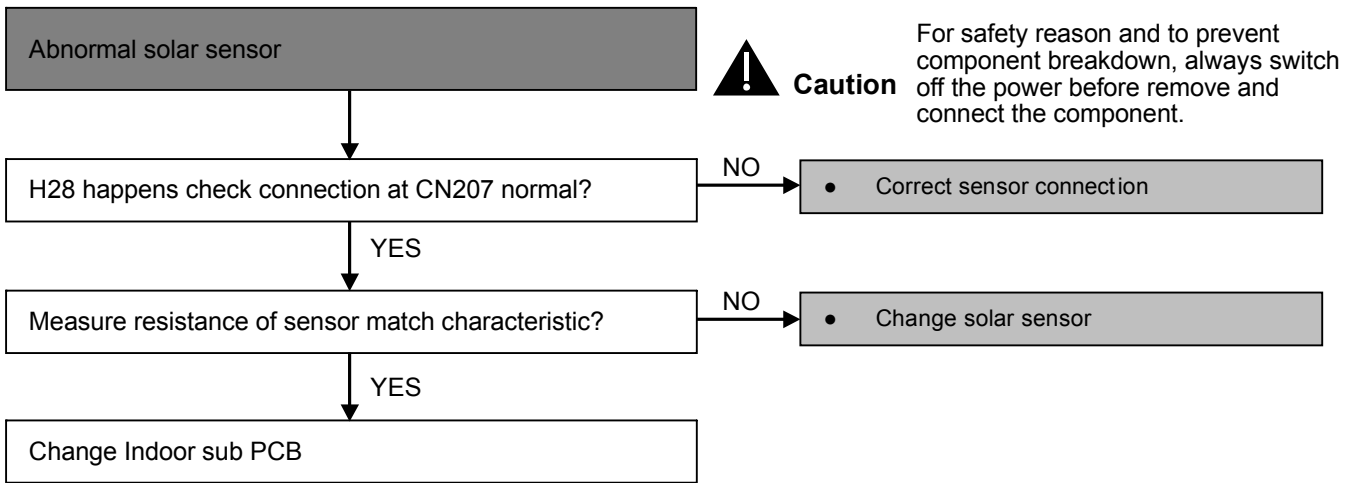 Abnormal solar sensor
Caution
For safety reason and to prevent
component breakdown, always switch
off the power before remove and
connect the component.
H28 happens check connection at CN207 normal?
NO
● Correct sensor connection
YES
Measure resistance of sensor match characteristic?
NO
● Change solar sensor
YES
Change Indoor sub PCB